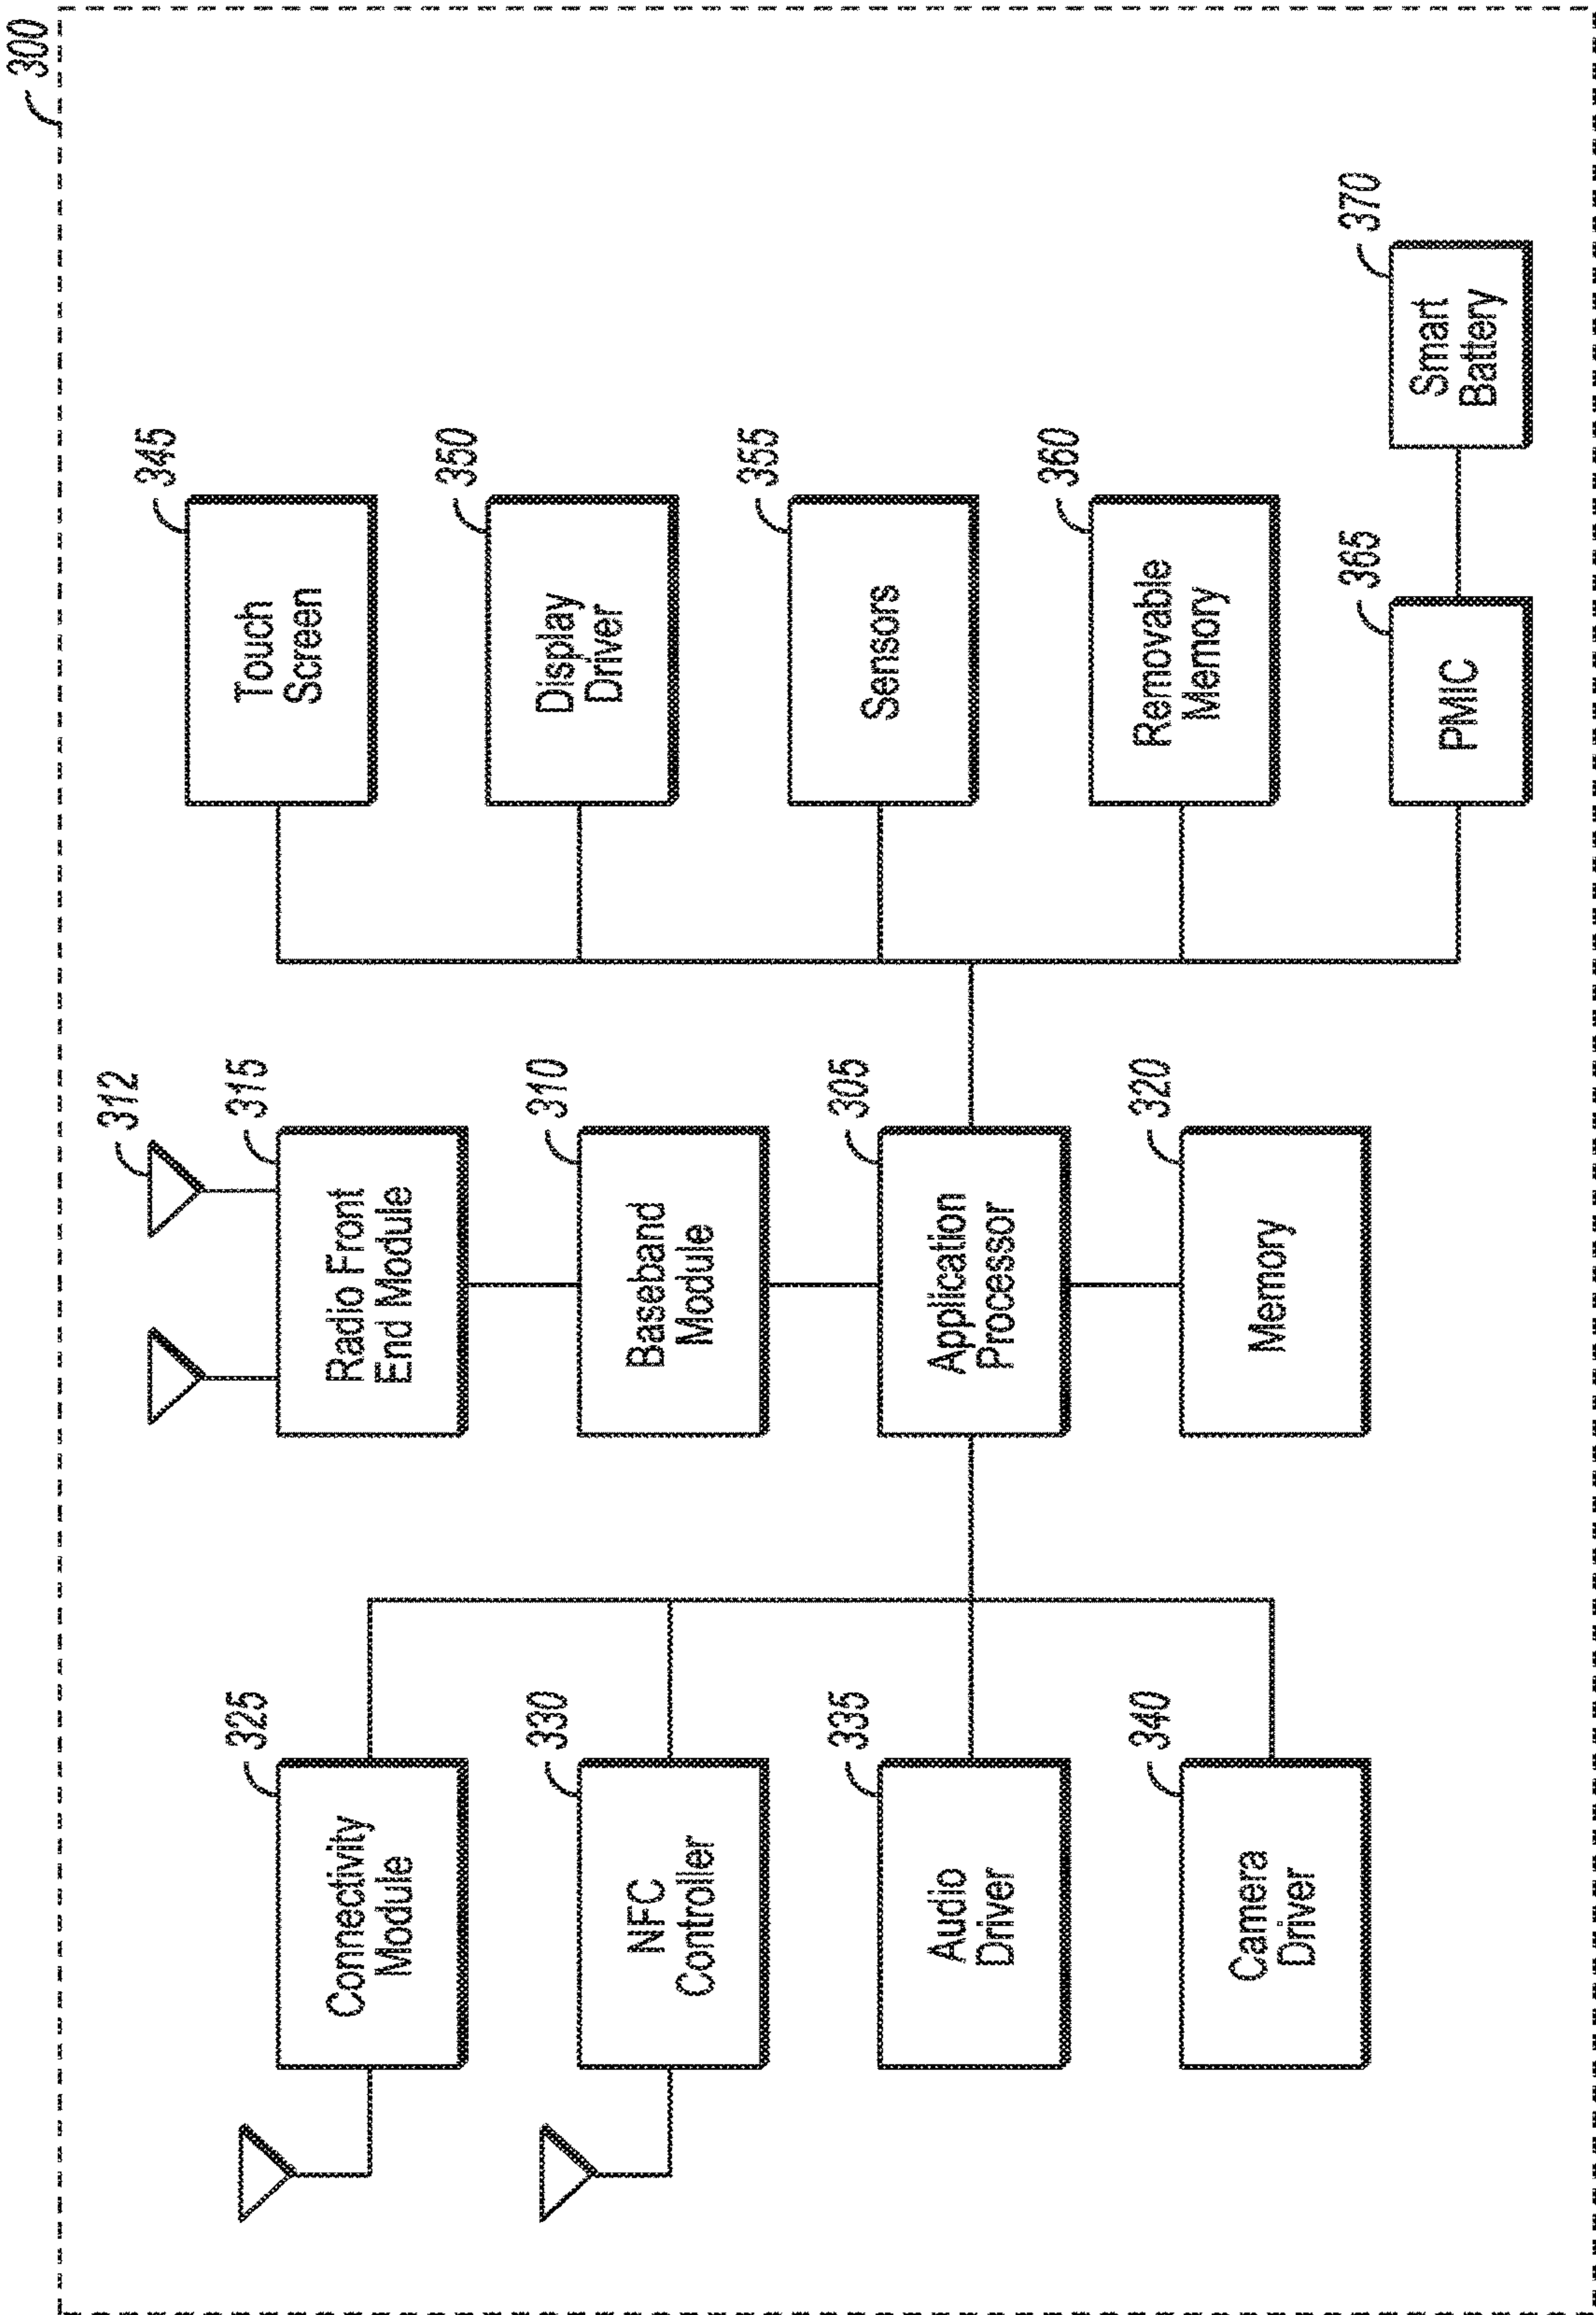 300
312
325
Connectivity
Module
315
Radio Front
End Module
345
Touch
Screen
330
NFC
Controller
310
Baseband
Module
350
Display
Driver
335
Audio
Driver
305
Application
Processor
355
Sensors
340
Camera
Driver
320
Memory
360
Removable
Memory
365
PMIC
370
Smart
Battery